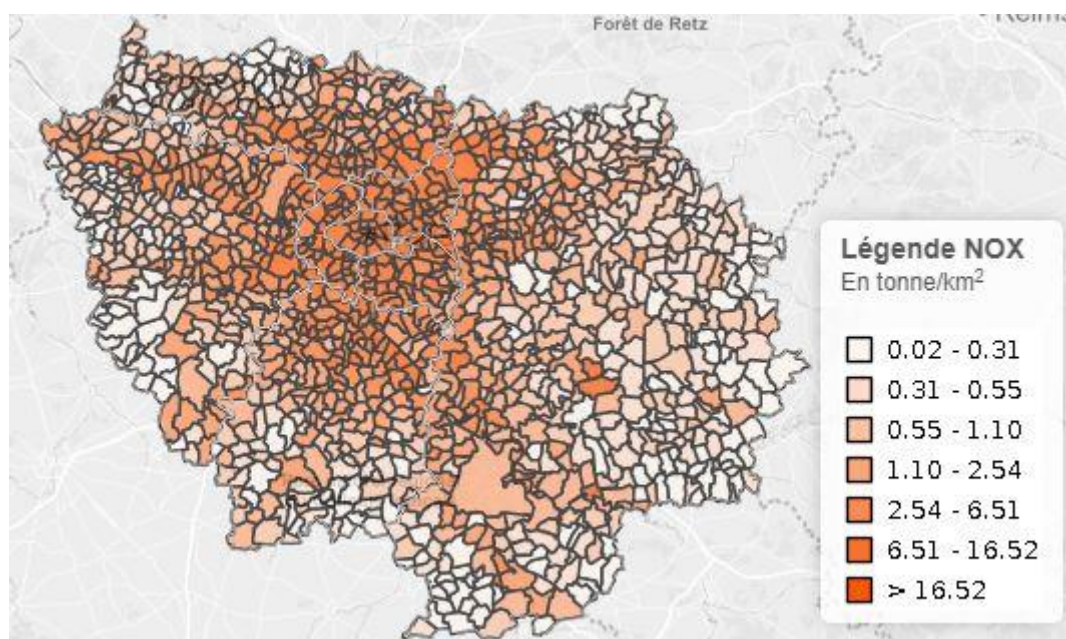 Forêt de Retz
Reims
Légende NOX
En tonne/km²
0.02 - 0.31
0.31 - 0.55
0.55 - 1.10
1.10 - 2.54
2.54 - 6.51
6.51 - 16.52
> 16.52